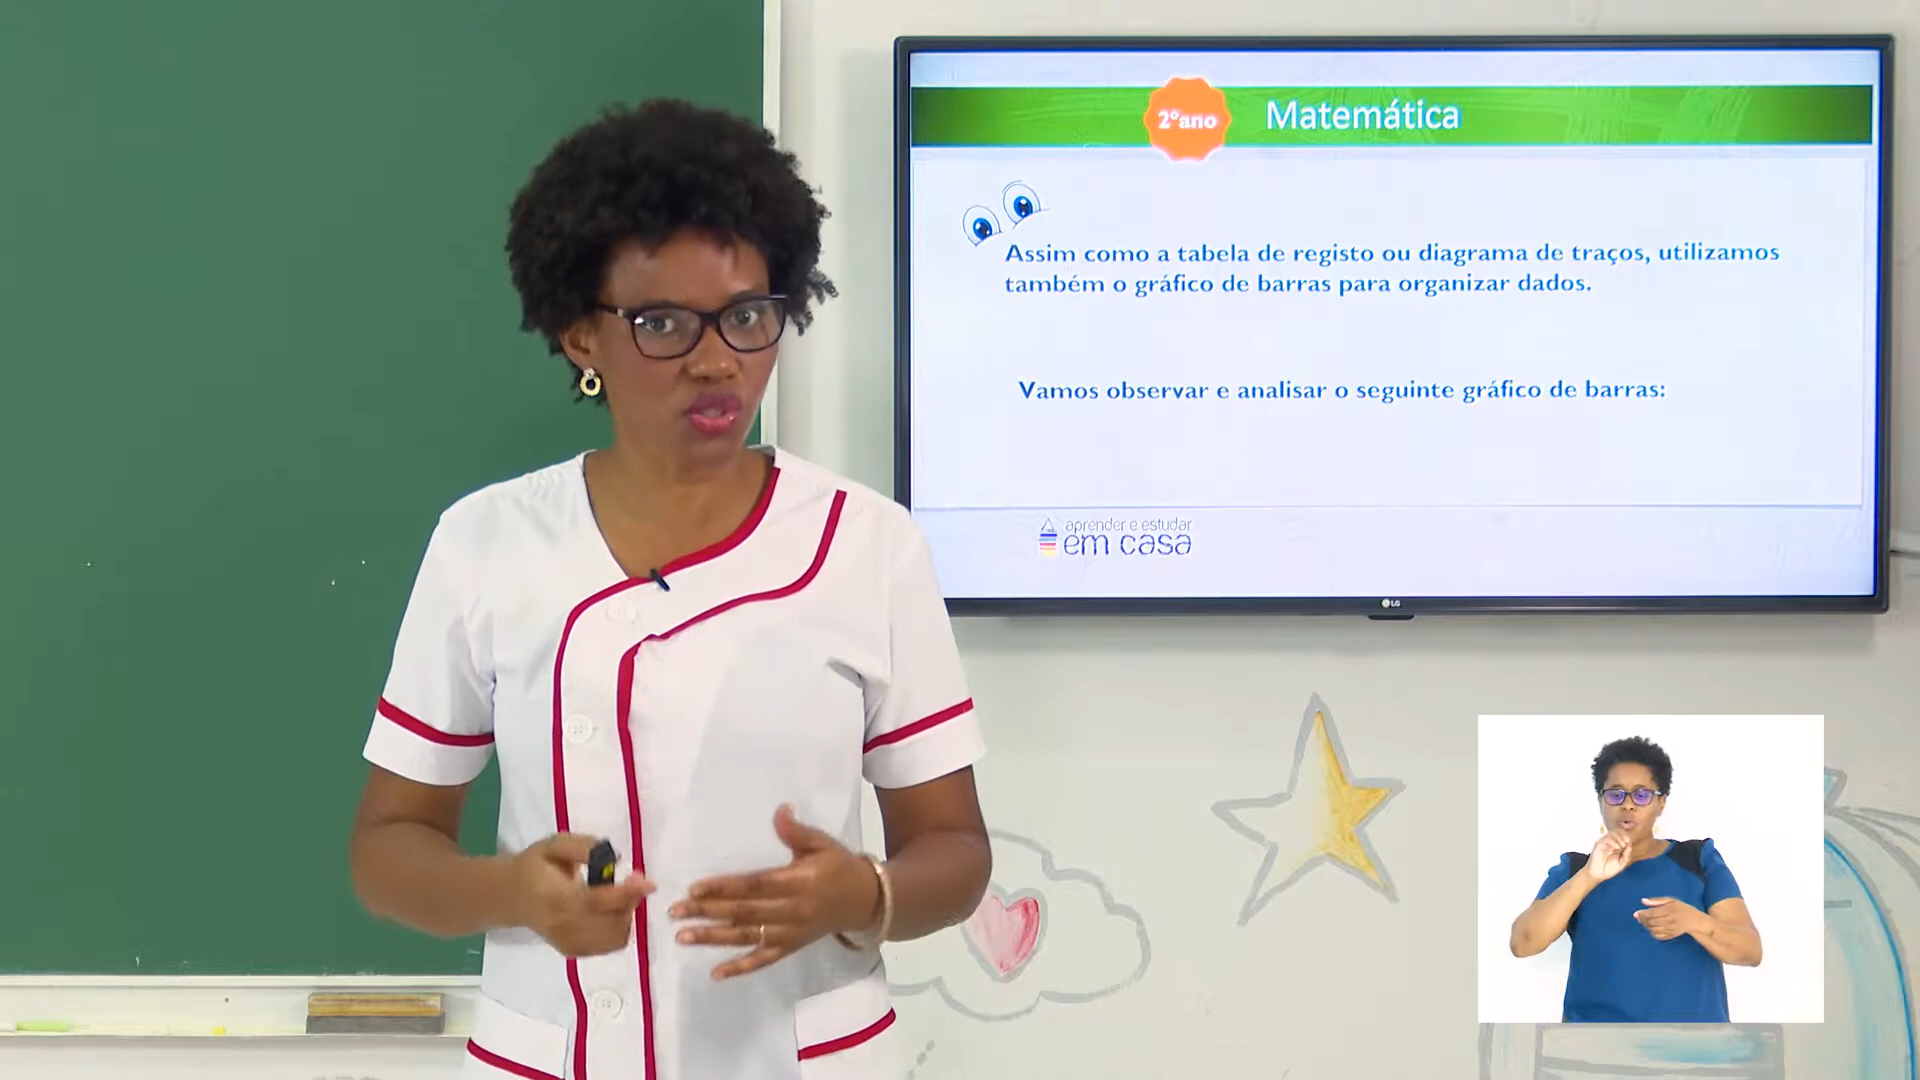 2ºano
Matemática
Assim como a tabela de registo ou diagrama de traços, utilizamos
também o gráfico de barras para organizar dados.
Vamos observar e analisar o seguinte gráfico de barras:
aprender e estudar
em casa
LG